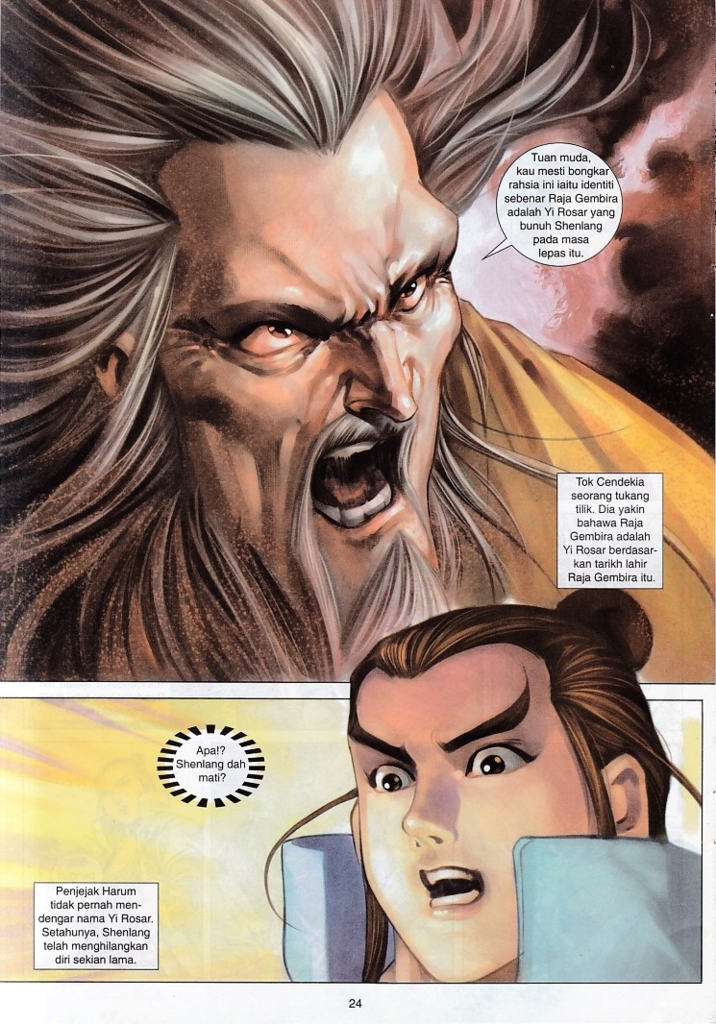 Tuan muda,
kau mesti bongkar
rahsia ini iaitu identiti
sebenar Raja Gembira
adalah Yi Rosar yang
bunuh Shenlang
pada masa
lepas itu.
Tok Cendekia
seorang tukang
tilik. Dia yakin
bahawa Raja
Gembira adalah
Yi Rosar berdasar-
kan tarikh lahir
Raja Gembira itu.
Apa!?
Shenlang dah
mati?
Penjejak Harum
tidak pernah men-
dengar nama Yi Rosar.
Setahunya, Shenlang
telah menghilangkan
diri sekian lama.
24